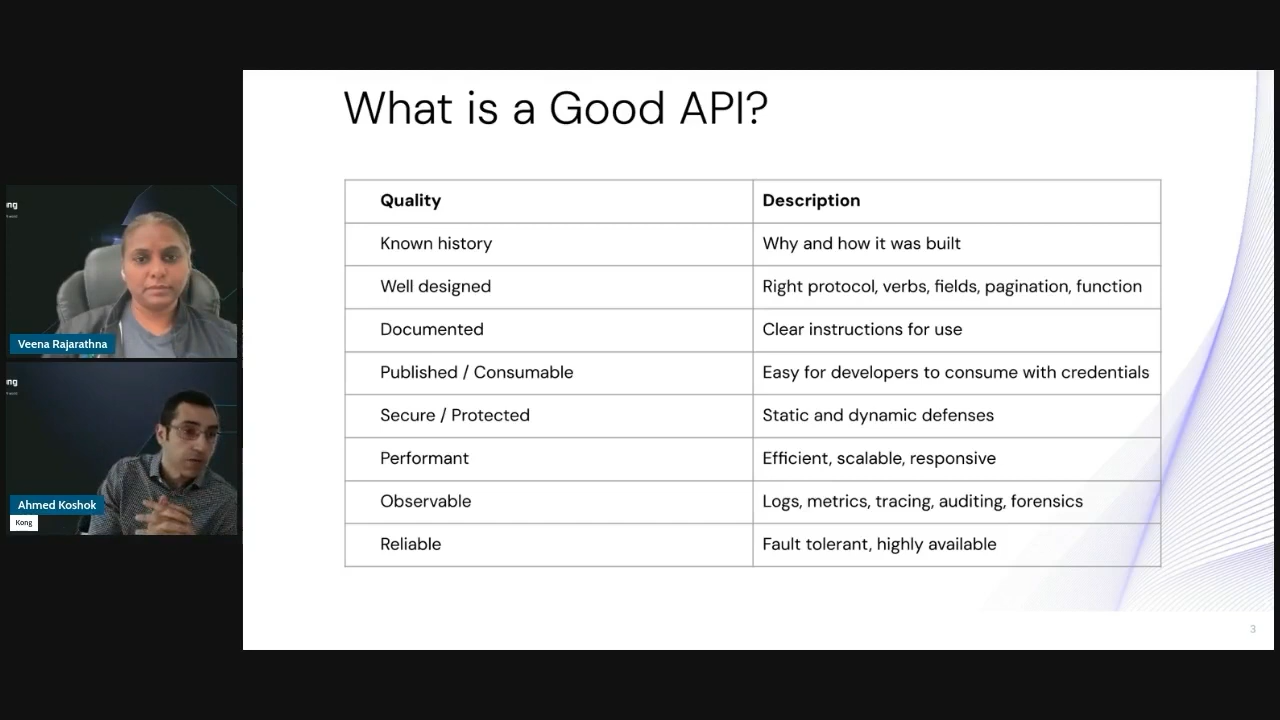 What is a Good API?
Quality Description
Known history Why and how it was built
Well designed Right protocol, verbs, fields, pagination, function
Documented Clear instructions for use
Published / Consumable Easy for developers to consume with credentials
Secure / Protected Static and dynamic defenses
Performant Efficient, scalable, responsive
Observable Logs, metrics, tracing, auditing, forensics
Reliable Fault tolerant, highly available
3
ng
Veena Rajarathna
ng
Ahmed Koshok
Kong